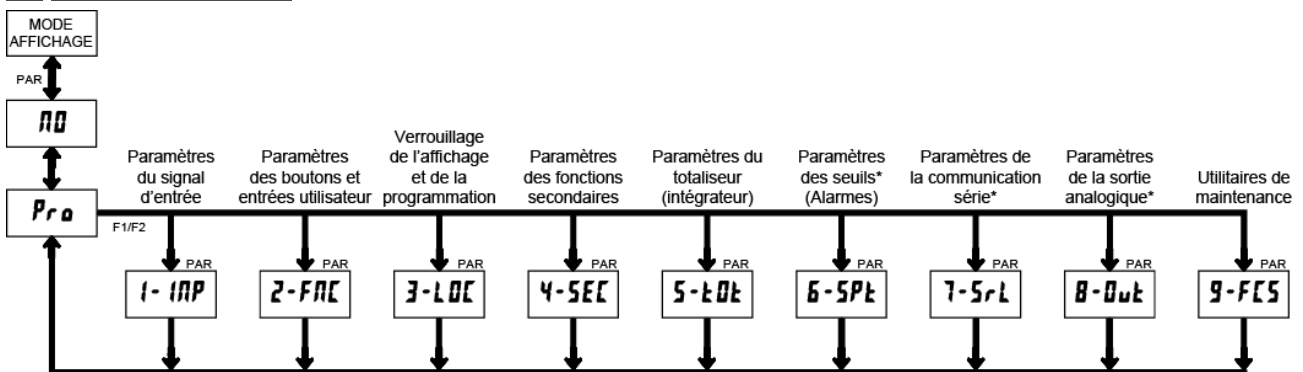 MODE
AFFICHAGE
PAR
NO
Pro
F1/F2
Paramètres
du signal
d'entrée
PAR
1-INP
Paramètres
des boutons et
entrées utilisateur
PAR
2-FNC
Verrouillage
de l'affichage
et de la
programmation
PAR
3-LOC
Paramètres
des fonctions
secondaires
PAR
4-SEC
Paramètres du
totaliseur
(intégrateur)
PAR
5-tOt
Paramètres
des seuils*
(Alarmes)
PAR
6-SPt
Paramètres de
la communication
série*
PAR
7-SrL
Paramètres
de la sortie
analogique*
PAR
8-Out
Utilitaires de
maintenance
PAR
9-FCS